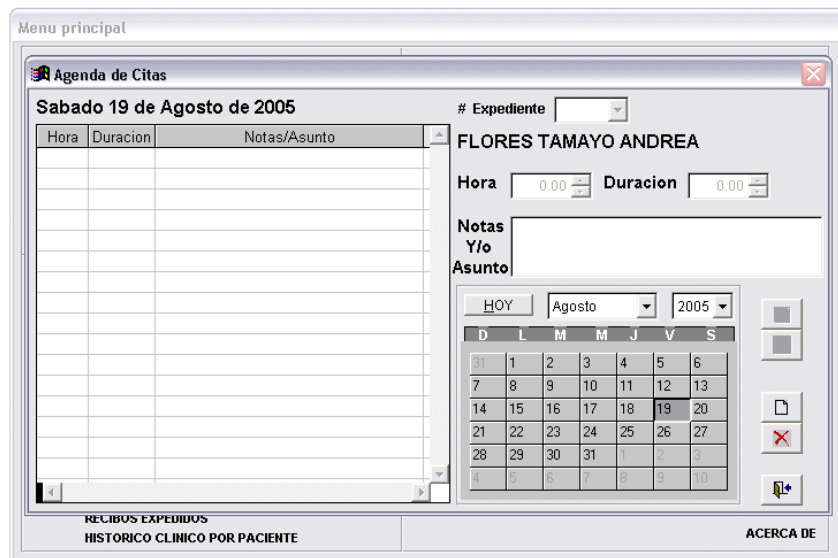 Menu principal
Agenda de Citas
Sabado 19 de Agosto de 2005
# Expediente
Hora Duracion Notas/Asunto
FLORES TAMAYO ANDREA
Hora 0.00 Duracion 0.00
Notas
Y/o
Asunto
HOY Agosto 2005
D L M M J V S
31 1 2 3 4 5 6
7 8 9 10 11 12 13
14 15 16 17 18 19 20
21 22 23 24 25 26 27
28 29 30 31 1 2 3
4 5 6 7 8 9 10
RECIBOS EXPEDIDOS
HISTORICO CLINICO POR PACIENTE
ACERCA DE